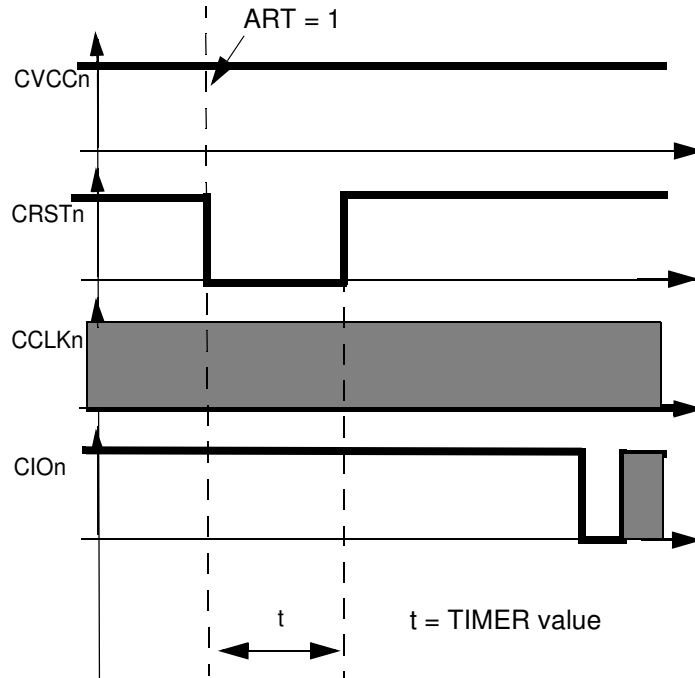 ART = 1
CVCCn
CRSTn
CCLKn
CIOn
t
t = TIMER value